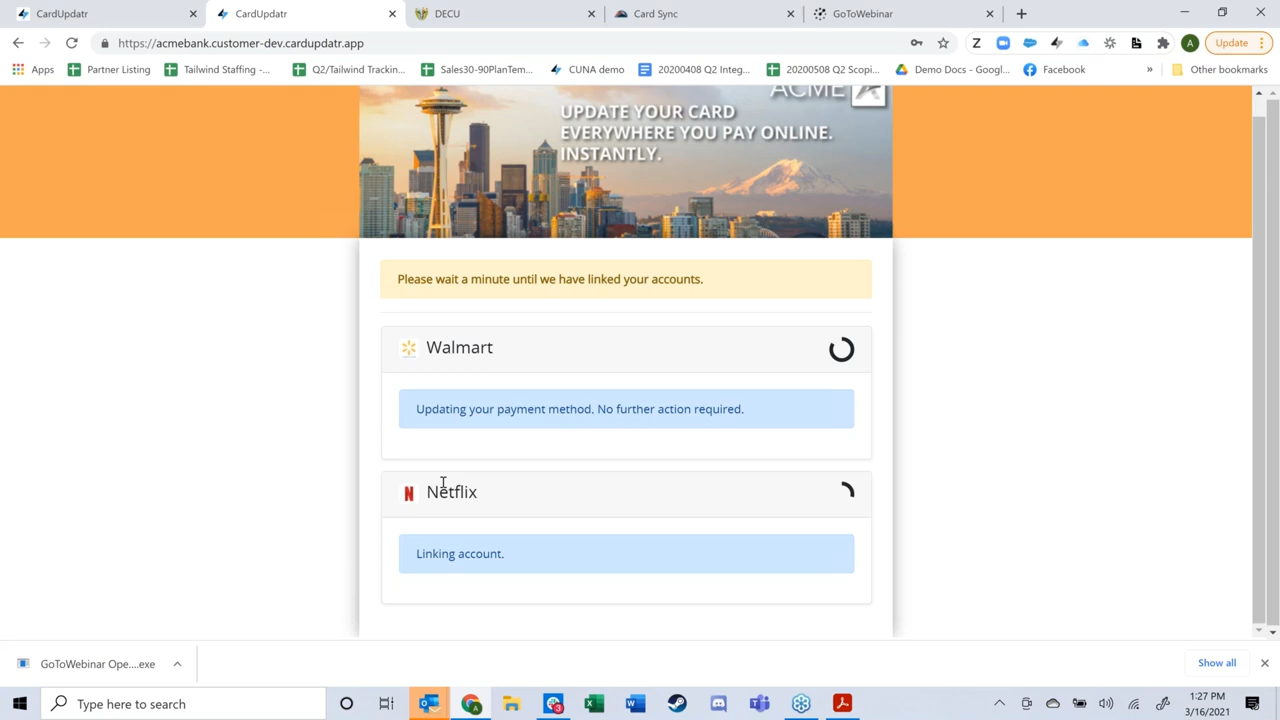 CardUpdatr
CardUpdatr
DECU
Card Sync
GoToWebinar
https://acmebank.customer-dev.cardupdatr.app
Z
A
Update
Apps
Partner Listing
Tailwind Staffing -...
Q2/Tailwind Trackin...
Sales30-90PlanTem...
CUNA demo
20200408 Q2 Integ...
20200508 Q2 Scopi...
Demo Docs - Googl...
Facebook
»
Other bookmarks
ACME
UPDATE YOUR CARD
EVERYWHERE YOU PAY ONLINE.
INSTANTLY.
Please wait a minute until we have linked your accounts.
Walmart
Updating your payment method. No further action required.
N
Netflix
Linking account.
GoToWebinar Ope....exe
Show all
Type here to search
3
1:27 PM
3/16/2021